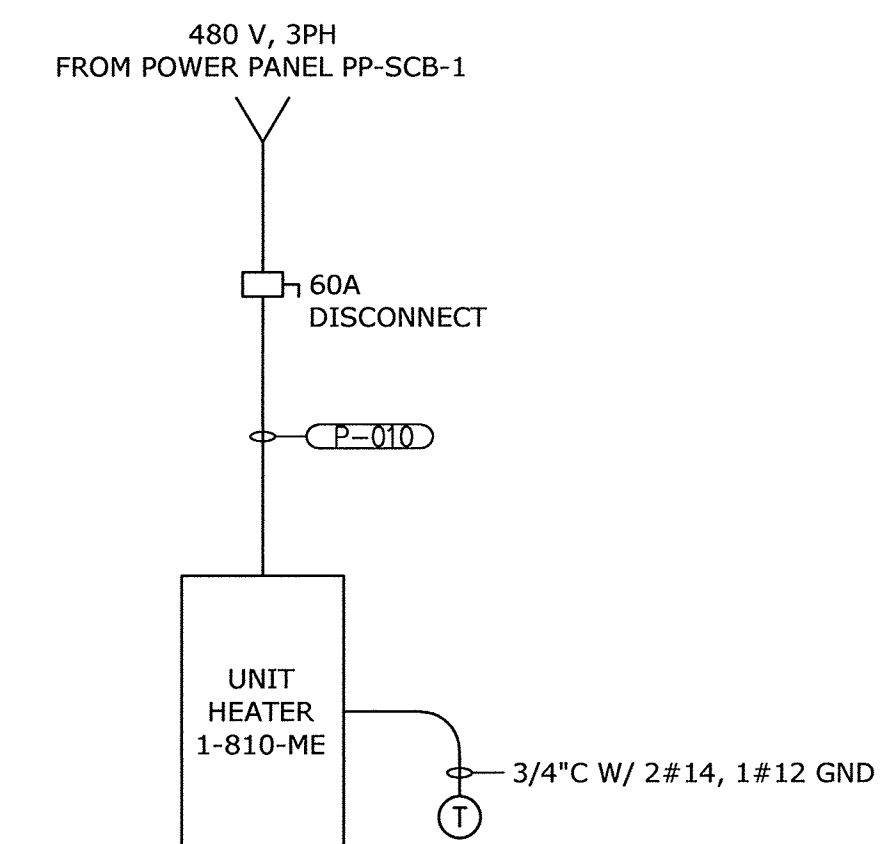 480 V, 3PH
FROM POWER PANEL PP-SCB-1
60A
DISCONNECT
P-010
UNIT
HEATER
1-810-ME
3/4"C W/ 2#14, 1#12 GND
T